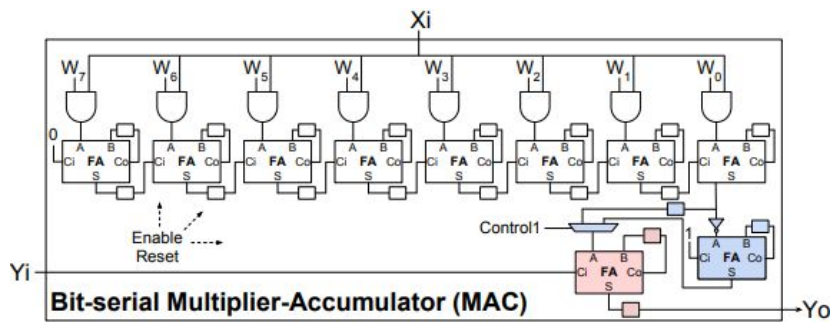 Xi
W7 W6 W5 W4 W3 W2 W1 W0
0
A B A B A B A B A B A B A B A B
Ci FA Co Ci FA Co Ci FA Co Ci FA Co Ci FA Co Ci FA Co Ci FA Co Ci FA Co
S S S S S S S S
Enable
Reset
Control1
1
A B
Ci FA Co
S
A B
Yi
Ci FA Co
S
Bit-serial Multiplier-Accumulator (MAC)
Yo